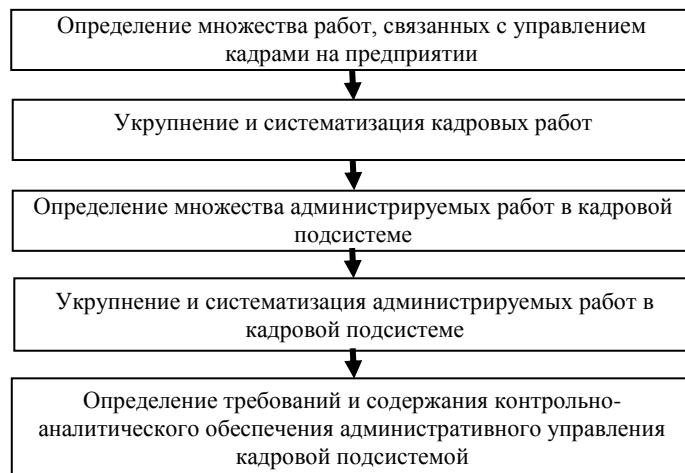 Определение множества работ, связанных с управлением
кадрами на предприятии
Укрупнение и систематизация кадровых работ
Определение множества администрируемых работ в кадровой
подсистеме
Укрупнение и систематизация администрируемых работ в
кадровой подсистеме
Определение требований и содержания контрольно-
аналитического обеспечения административного управления
кадровой подсистемой